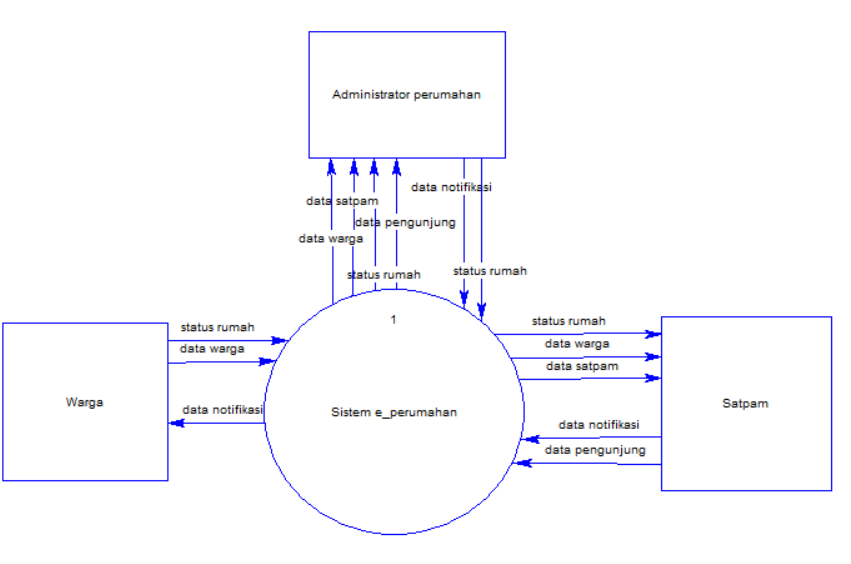 Administrator perumahan
data notifikasi
data satpam
data pengunjung
data warga
status rumah
status rumah
1
status rumah
data warga
data notifikasi
Warga
Sistem e_perumahan
status rumah
data warga
data satpam
data notifikasi
data pengunjung
Satpam